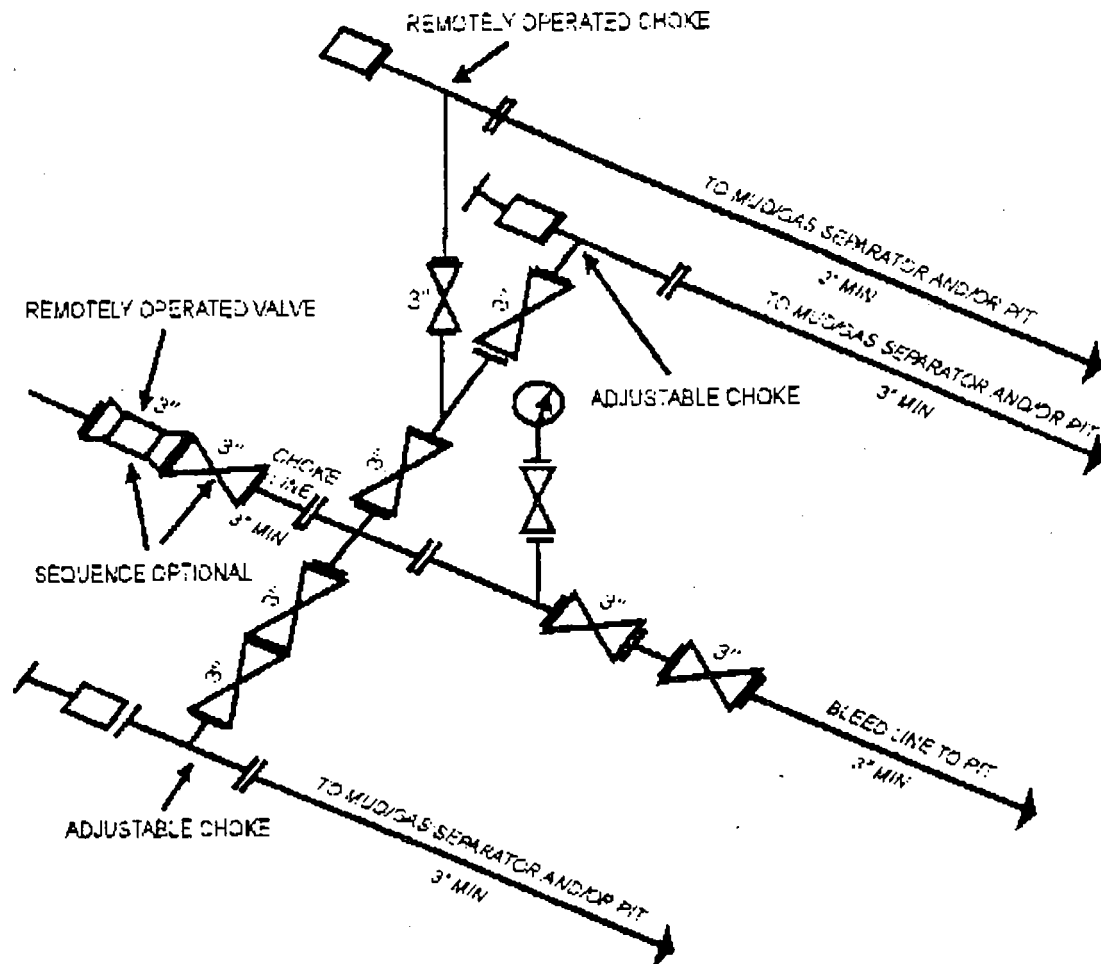 REMOTELY OPERATED CHOKE
TO MUD/GAS SEPARATOR AND/OR PIT
3" MIN
TO MUD/GAS SEPARATOR AND/OR PIT
3" MIN
3"
3"
REMOTELY OPERATED VALVE
ADJUSTABLE CHOKE
3"
3"
3"
CHOKE
LINE
3" MIN
SEQUENCE OPTIONAL
3"
3"
3"
3"
BLEED LINE TO PIT
3" MIN
TO MUD/GAS SEPARATOR AND/OR PIT
3" MIN
ADJUSTABLE CHOKE